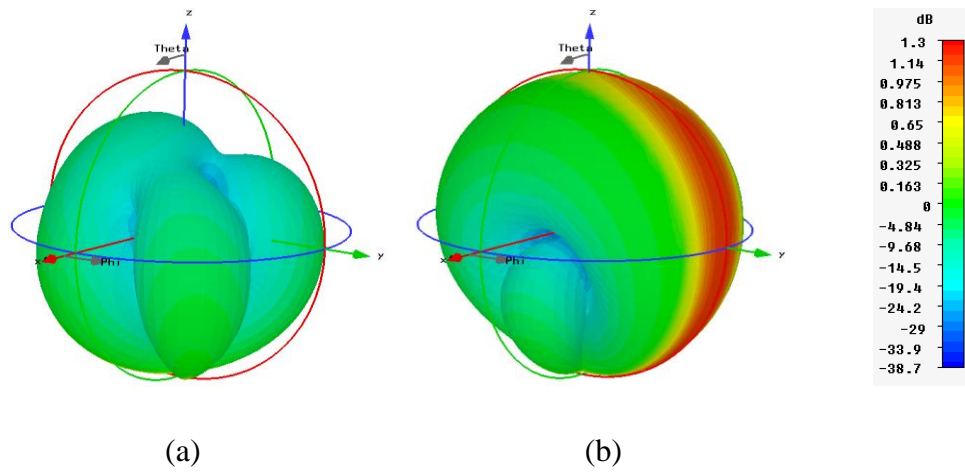 z
Theta
x
Phi
y
z
Theta
x
Phi
y
dB
1.3
1.14
0.975
0.813
0.65
0.488
0.325
0.163
0
-4.84
-9.68
-14.5
-19.4
-24.2
-29
-33.9
-38.7
(a)
(b)